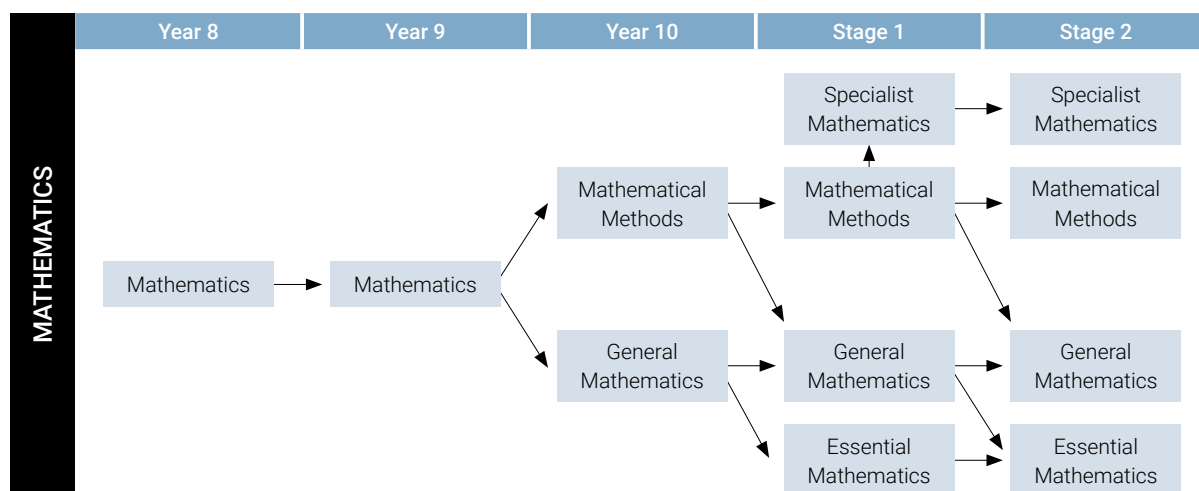 Year 8
Year 9
Year 10
Stage 1
Stage 2
MATHEMATICS
Specialist
Mathematics
Specialist
Mathematics
Mathematical
Methods
Mathematical
Methods
Mathematical
Methods
Mathematics
Mathematics
General
Mathematics
General
Mathematics
General
Mathematics
Essential
Mathematics
Essential
Mathematics